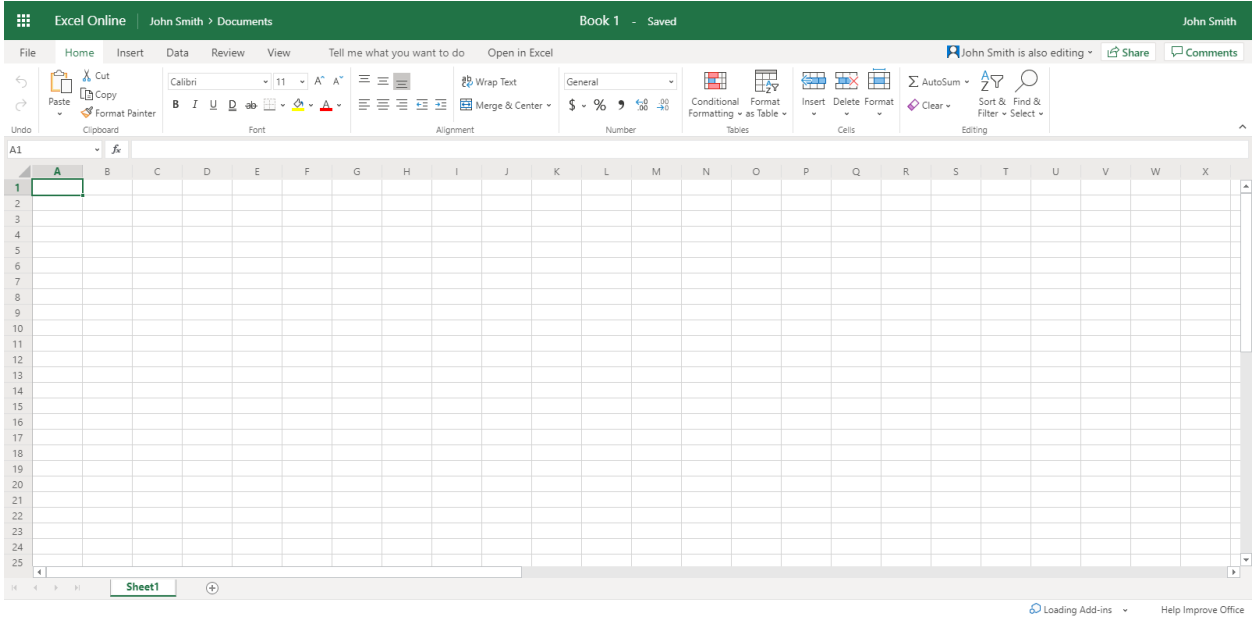 Excel Online John Smith > Documents Book 1 - Saved John Smith
File Home Insert Data Review View Tell me what you want to do Open in Excel John Smith is also editing Share Comments
Cut Calibri 11 A A Wrap Text General AutoSum
Paste Copy B I U D ab A Merge & Center $ % Conditional Formatting Format as Table Insert Delete Format Clear Sort & Filter Find & Select
Format Painter
Undo Clipboard Font Alignment Number Tables Cells Editing
A1 fx
A B C D E F G H I J K L M N O P Q R S T U V W X
1
2
3
4
5
6
7
8
9
10
11
12
13
14
15
16
17
18
19
20
21
22
23
24
25
Sheet1
Loading Add-ins Help Improve Office